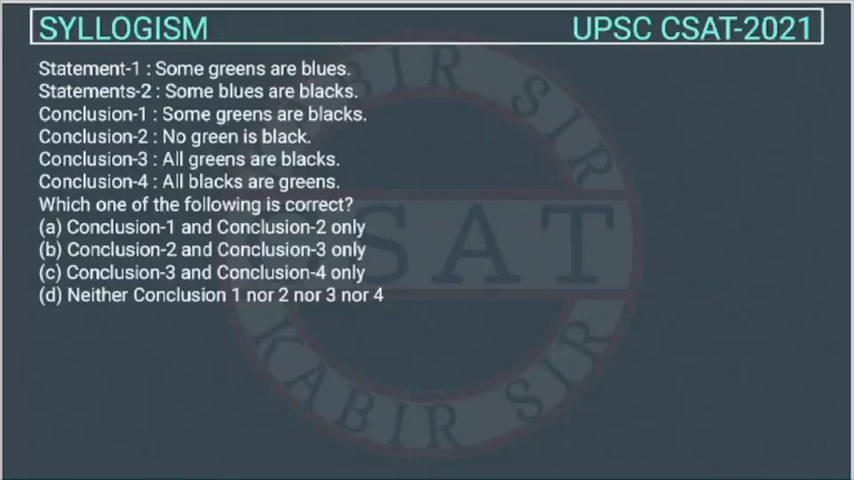 SYLLOGISM
UPSC CSAT-2021
Statement-1 : Some greens are blues.
Statements-2 : Some blues are blacks.
Conclusion-1 : Some greens are blacks.
Conclusion-2 : No green is black.
Conclusion-3 : All greens are blacks.
Conclusion-4 : All blacks are greens.
Which one of the following is correct?
(a) Conclusion-1 and Conclusion-2 only
(b) Conclusion-2 and Conclusion-3 only
(c) Conclusion-3 and Conclusion-4 only
(d) Neither Conclusion 1 nor 2 nor 3 nor 4
KABIR SIR
CSAT
KABIR SIR